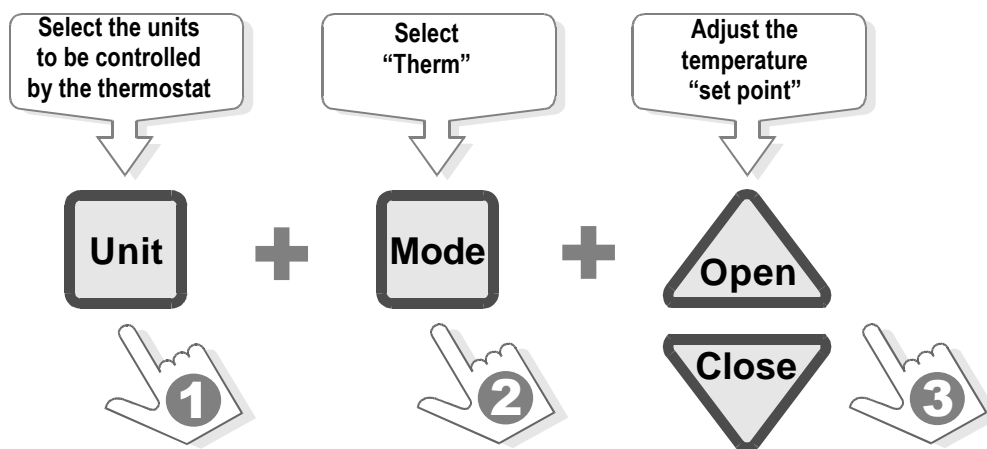 Select the units
to be controlled
by the thermostat
Select
“Therm”
Adjust the
temperature
“set point”
Unit
Mode
Open
Close
1
2
3